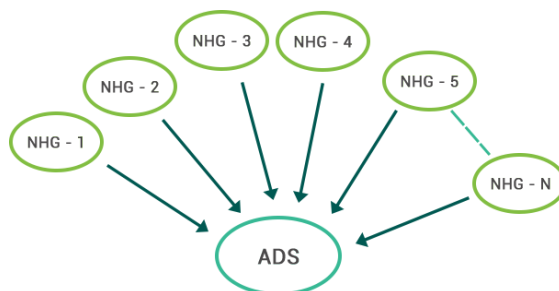 NHG - 1
NHG - 2
NHG - 3
NHG - 4
NHG - 5
NHG - N
ADS